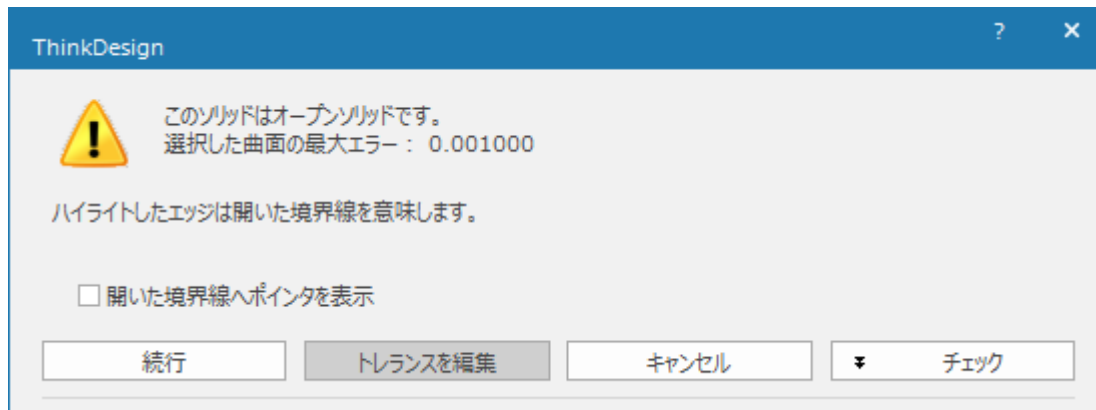 ThinkDesign
?
このソリッドはオープンソリッドです。
選択した曲面の最大エラー： 0.001000
ハイライトしたエッジは開いた境界線を意味します。
開いた境界線へポインタを表示
続行 トレランスを編集 キャンセル チェック